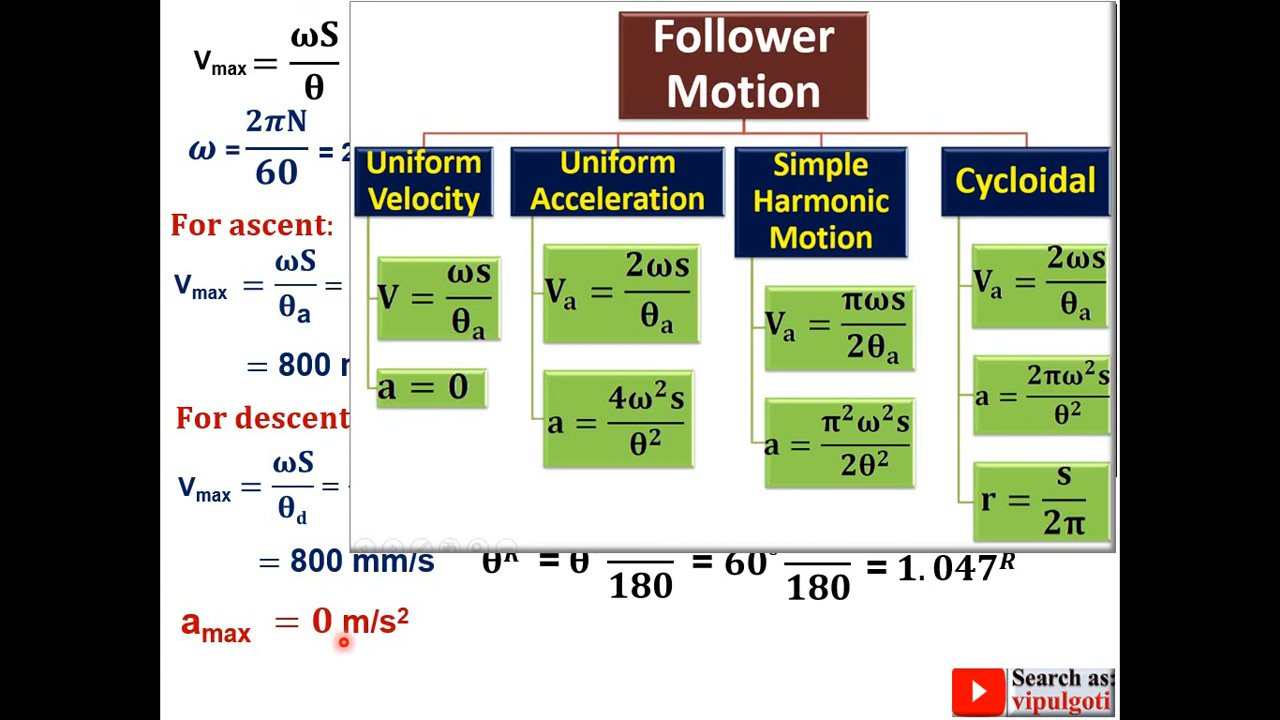 Vmax = ωS/θ
ω = 2πN/60 = 2
For ascent:
Vmax = ωS/θa =
= 800 m
For descent
Vmax = ωS/θd =
= 800 mm/s
θᴿ = θ° /180 = 60° /180 = 1.047ᴿ
amax = 0 m/s²
Follower
Motion
Uniform
Velocity
V = ωs/θa
a = 0
Uniform
Acceleration
Va = 2ωs/θa
a = 4ω²s/θ²
Simple
Harmonic
Motion
Va = πωs/2θa
a = π²ω²s/2θ²
Cycloidal
Va = 2ωs/θa
a = 2πω²s/θ²
r = s/2π
Search as:
vipulgoti